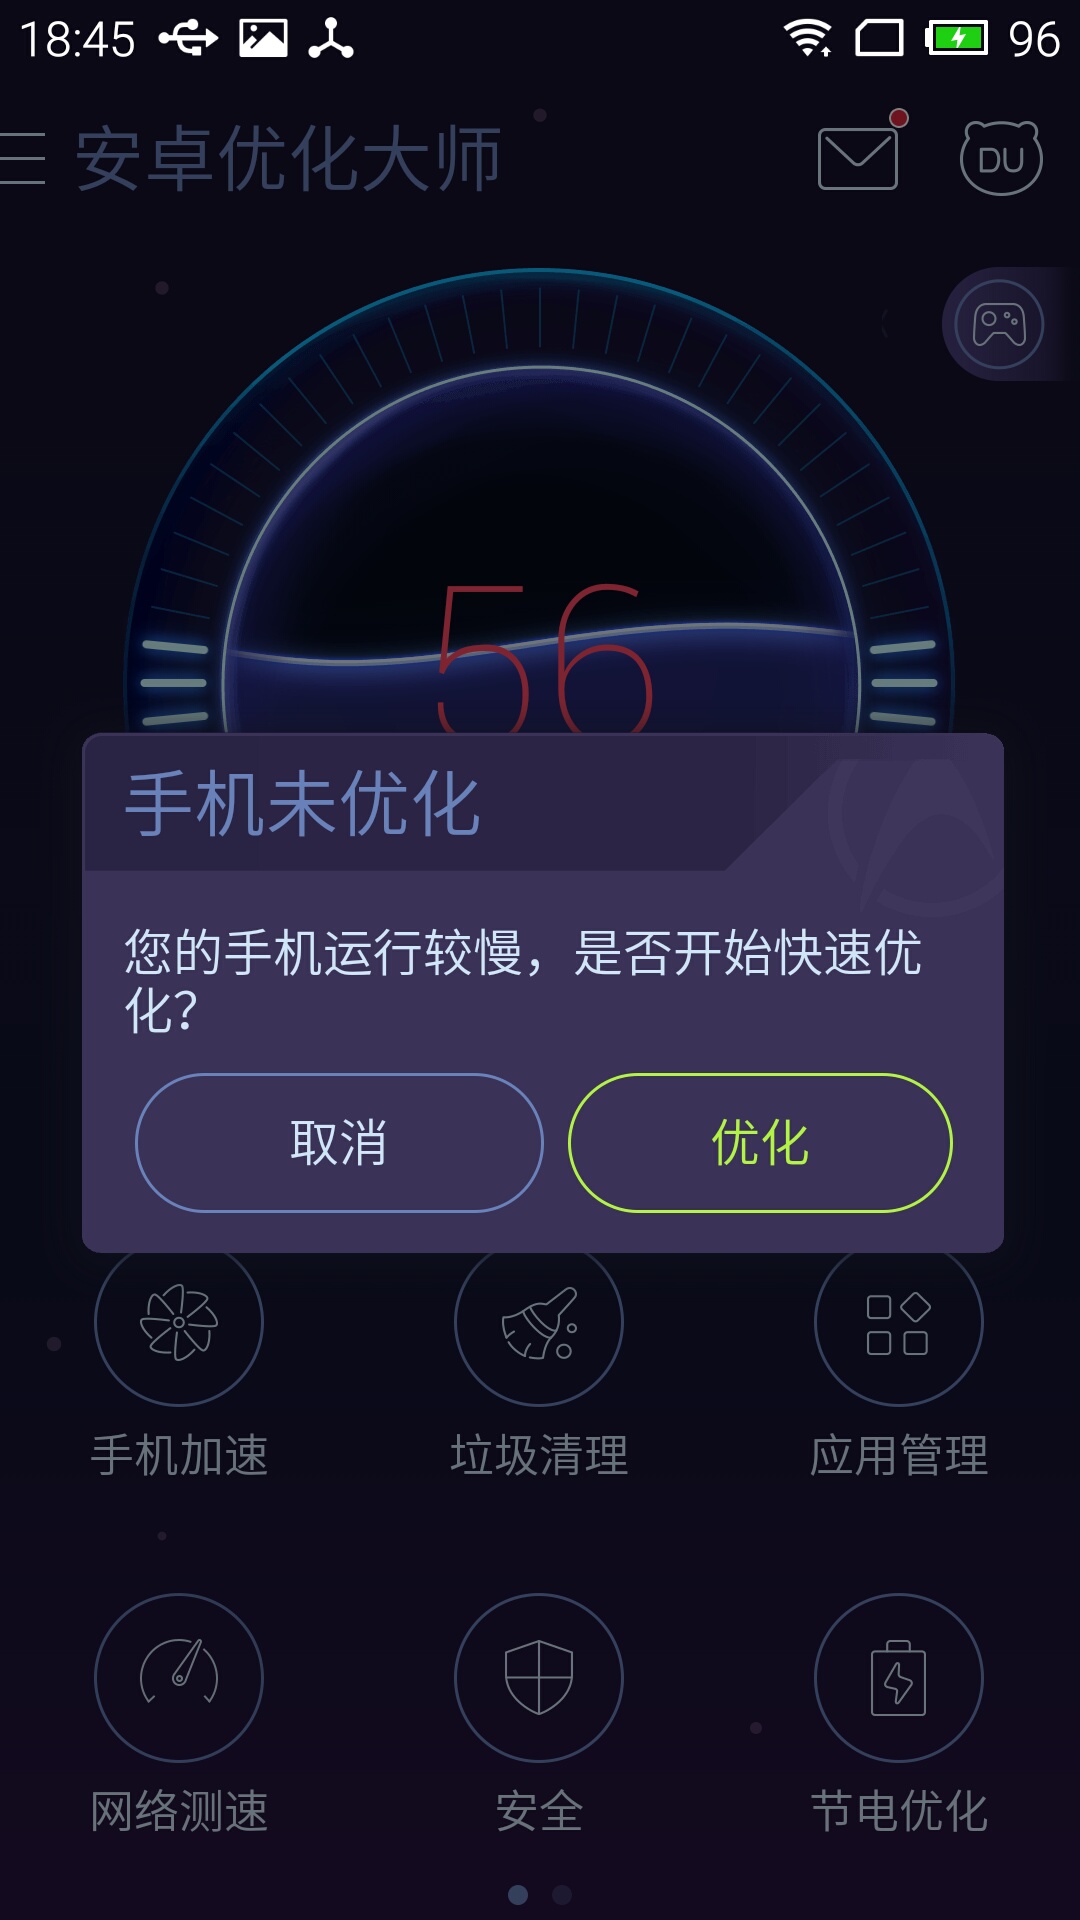 18:45 96
安卓优化大师
DU
56
手机未优化
您的手机运行较慢，是否开始快速优
化？
取消 优化
手机加速 垃圾清理 应用管理
网络测速 安全 节电优化